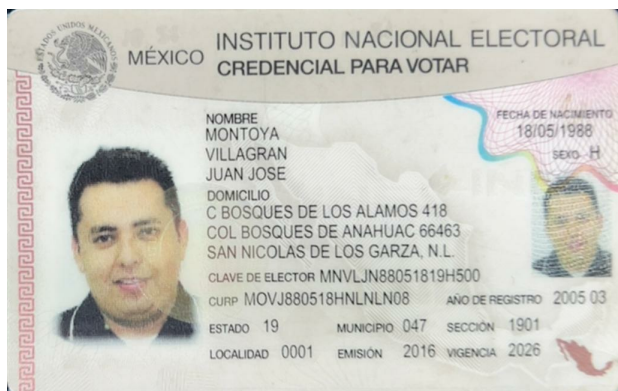 ESTADOS UNIDOS MEXICANOS
MÉXICO INSTITUTO NACIONAL ELECTORAL
CREDENCIAL PARA VOTAR
NOMBRE
MONTOYA
VILLAGRAN
JUAN JOSE
FECHA DE NACIMIENTO
18/05/1988
SEXO H
DOMICILIO
C BOSQUES DE LOS ALAMOS 418
COL BOSQUES DE ANAHUAC 66463
SAN NICOLAS DE LOS GARZA, N.L.
CLAVE DE ELECTOR MNVLJN88051819H500
CURP MOVJ880518HNLNLN08 AÑO DE REGISTRO 2005 03
ESTADO 19 MUNICIPIO 047 SECCIÓN 1901
LOCALIDAD 0001 EMISIÓN 2016 VIGENCIA 2026